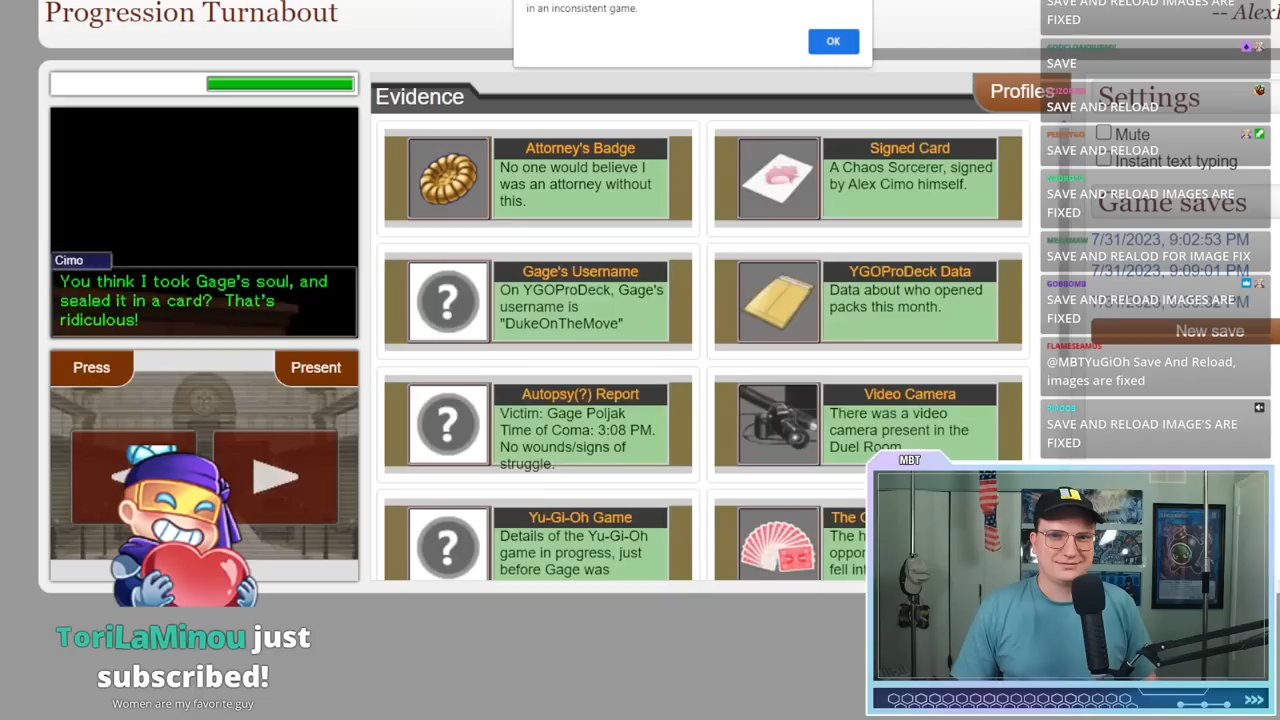 Progression Turnabout
in an inconsistent game.
OK
-- Alex
Evidence
Profiles
Attorney's Badge
No one would believe I
was an attorney without
this.
Signed Card
A Chaos Sorcerer, signed
by Alex Cimo himself.
Gage's Username
On YGOProDeck, Gage's
username is
"DukeOnTheMove"
YGOProDeck Data
Data about who opened
packs this month.
Autopsy(?) Report
Victim: Gage Poljak
Time of Coma: 3:08 PM.
No wounds/signs of
struggle.
Video Camera
There was a video
camera present in the
Duel Room
Yu-Gi-Oh Game
Details of the Yu-Gi-Oh
game in progress, just
before Gage was
The
The h
oppon
fell int
Cimo
You think I took Gage's soul, and
sealed it in a card? That's
ridiculous!
Press
Present
Settings
Mute
Instant text typing
Game saves
7/31/2023, 9:02:53 PM
7/31/2023, 9:09:01 PM
New save
SAVE AND RELOAD IMAGES ARE
FIXED
SAVE
SAVE AND RELOAD
SAVE AND RELOAD
SAVE AND RELOAD IMAGES ARE
FIXED
SAVE AND REALOD FOR IMAGE FIX
GOBBOMB
SAVE AND RELOAD IMAGES ARE
FIXED
FLAMESEAMUS
@MBTYuGiOh Save And Reload,
images are fixed
SAVE AND RELOAD IMAGE'S ARE
FIXED
MBT
ToriLaMinou just
subscribed!
Women are my favorite guy